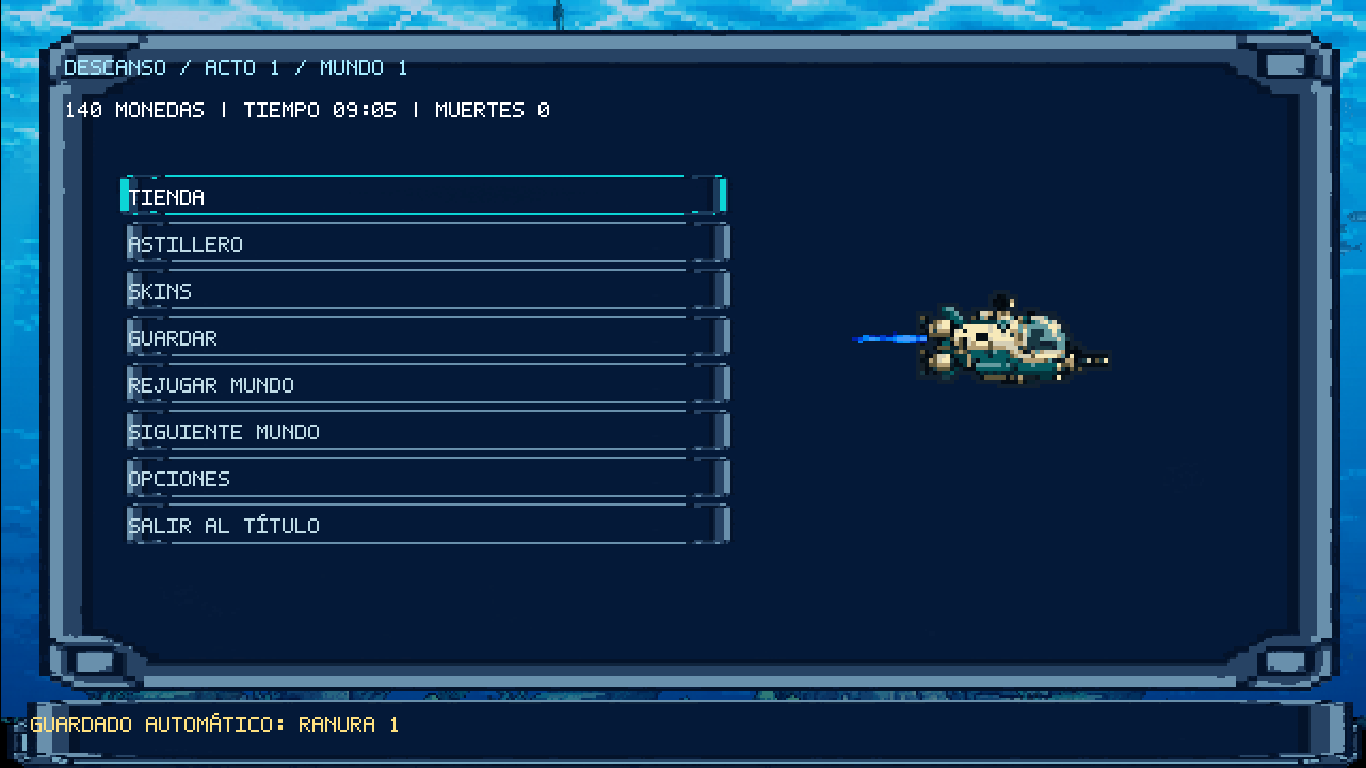 DESCANSO / ACTO 1 / MUNDO 1
140 MONEDAS | TIEMPO 09:05 | MUERTES 0
TIENDA
ASTILLERO
SKINS
GUARDAR
REJUGAR MUNDO
SIGUIENTE MUNDO
OPCIONES
SALIR AL TÍTULO
GUARDADO AUTOMÁTICO: RANURA 1